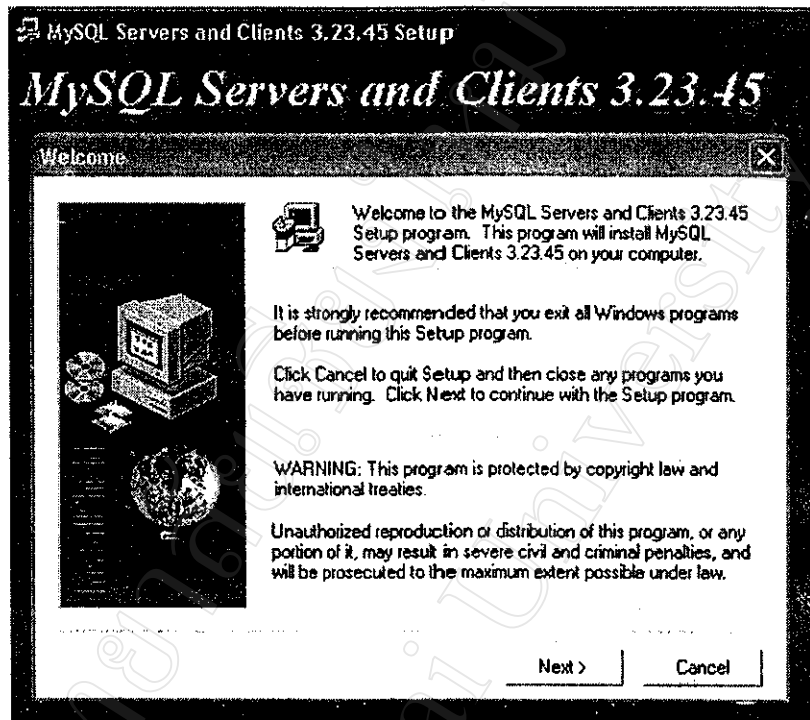 MySQL Servers and Clients 3.23.45 Setup
MySQL Servers and Clients 3.23.45
Welcome
Welcome to the MySQL Servers and Clients 3.23.45
Setup program. This program will install MySQL
Servers and Clients 3.23.45 on your computer.
It is strongly recommended that you exit all Windows programs
before running this Setup program.
Click Cancel to quit Setup and then close any programs you
have running. Click Next to continue with the Setup program.
WARNING: This program is protected by copyright law and
international treaties.
Unauthorized reproduction or distribution of this program, or any
portion of it, may result in severe civil and criminal penalties, and
will be prosecuted to the maximum extent possible under law.
Next >
Cancel